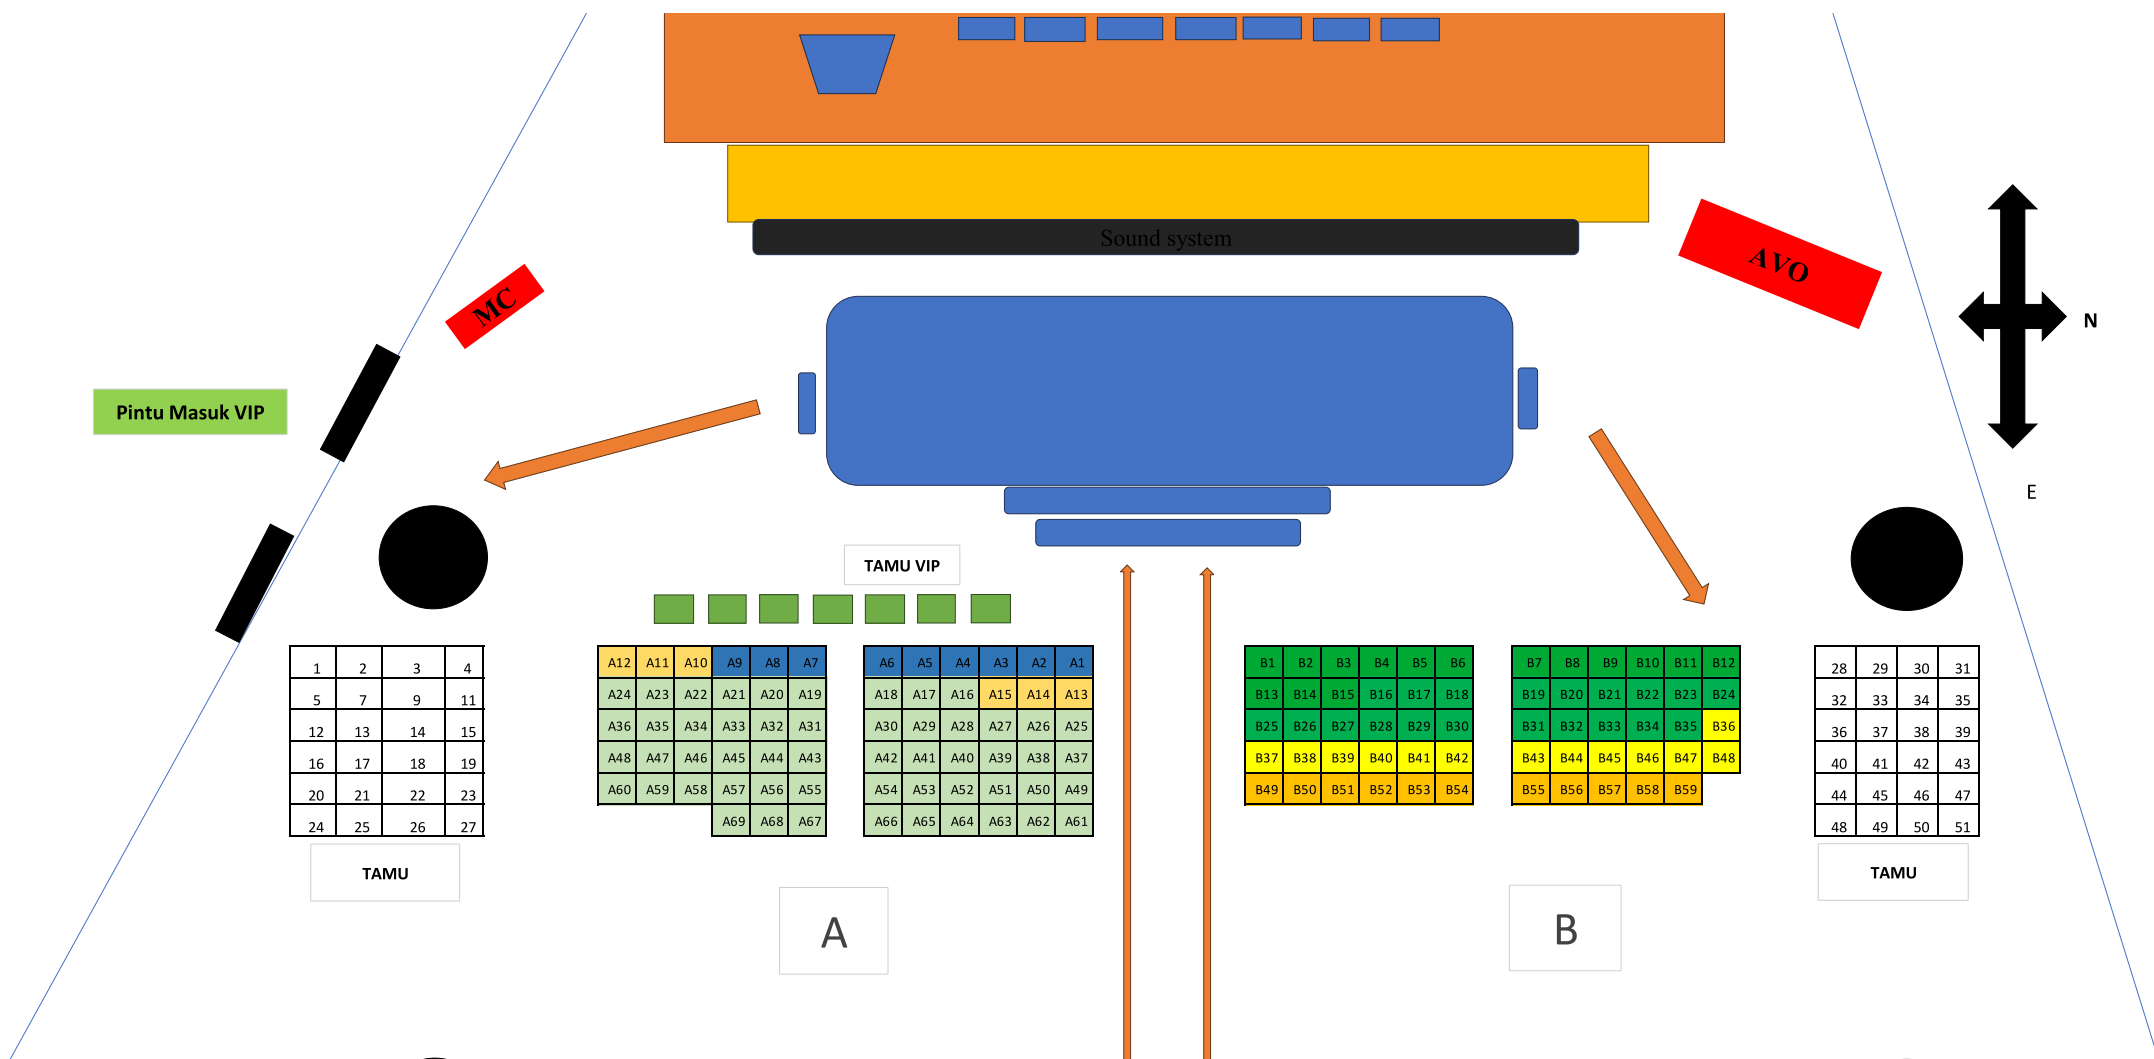 Sound system
AVO
MC
N
Pintu Masuk VIP
E
TAMU VIP
1 2 3 4
5 7 9 11
12 13 14 15
16 17 18 19
20 21 22 23
24 25 26 27
TAMU
A12 A11 A10 A9 A8 A7
A24 A23 A22 A21 A20 A19
A36 A35 A34 A33 A32 A31
A48 A47 A46 A45 A44 A43
A60 A59 A58 A57 A56 A55
A69 A68 A67
A6 A5 A4 A3 A2 A1
A18 A17 A16 A15 A14 A13
A30 A29 A28 A27 A26 A25
A42 A41 A40 A39 A38 A37
A54 A53 A52 A51 A50 A49
A66 A65 A64 A63 A62 A61
A
B1 B2 B3 B4 B5 B6
B13 B14 B15 B16 B17 B18
B25 B26 B27 B28 B29 B30
B37 B38 B39 B40 B41 B42
B49 B50 B51 B52 B53 B54
B7 B8 B9 B10 B11 B12
B19 B20 B21 B22 B23 B24
B31 B32 B33 B34 B35 B36
B43 B44 B45 B46 B47 B48
B55 B56 B57 B58 B59
B
28 29 30 31
32 33 34 35
36 37 38 39
40 41 42 43
44 45 46 47
48 49 50 51
TAMU